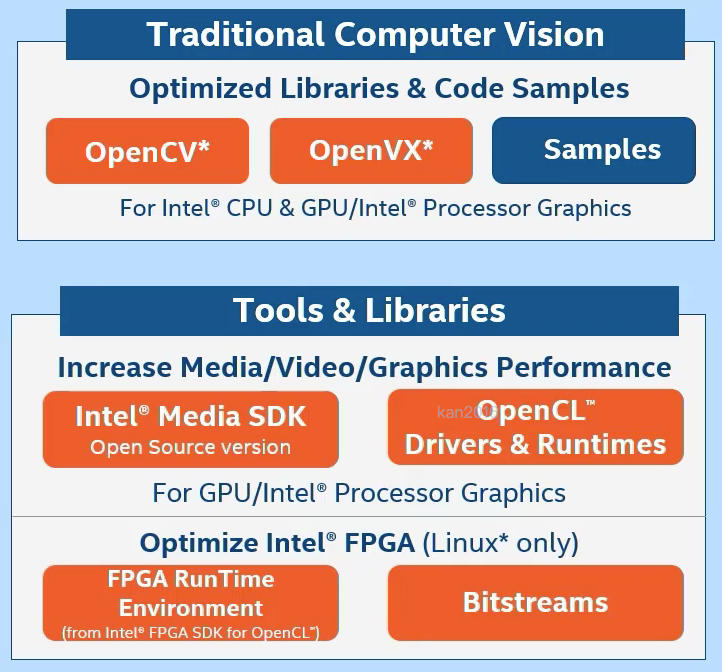 Traditional Computer Vision
Optimized Libraries & Code Samples
OpenCV* OpenVX* Samples
For Intel® CPU & GPU/Intel® Processor Graphics
Tools & Libraries
Increase Media/Video/Graphics Performance
Intel® Media SDK
Open Source version
OpenCL™
Drivers & Runtimes
For GPU/Intel® Processor Graphics
Optimize Intel® FPGA (Linux* only)
FPGA RunTime
Environment
(from Intel® FPGA SDK for OpenCL™)
Bitstreams